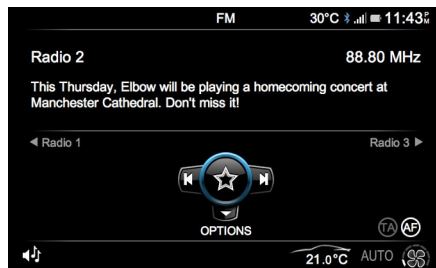 FM
30°C 11:43 PM
Radio 2
88.80 MHz
This Thursday, Elbow will be playing a homecoming concert at
Manchester Cathedral. Don't miss it!
Radio 1
Radio 3
OPTIONS
TA AF
21.0°C AUTO